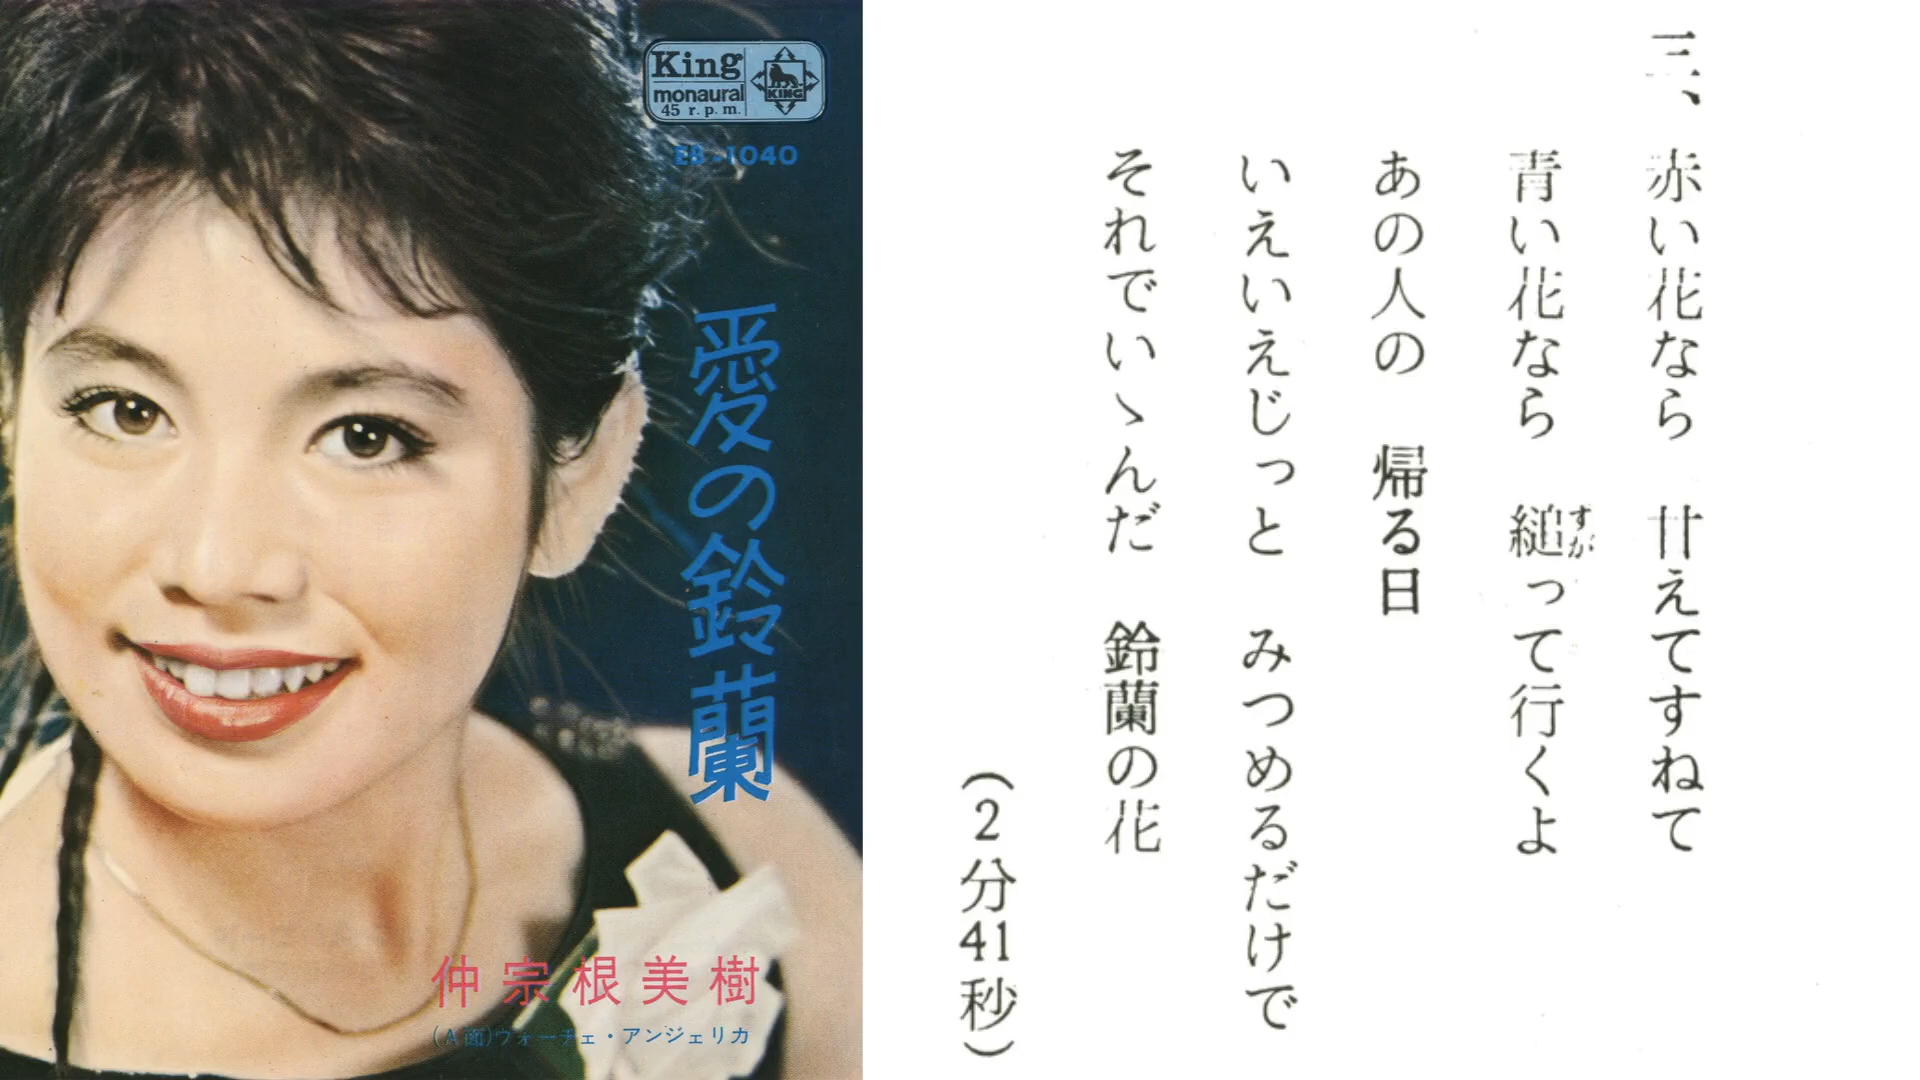 King
monaural
45 r.p.m.
KING
EB-1040
愛の鈴蘭
仲宗根美樹
(A面)ヴォーチェ・アンジェリカ
三、赤い花なら 甘えてすねて
青い花なら 縋って行くよ
すが
あの人の 帰る日
いえいえじっと みつめるだけで
それでいゝんだ 鈴蘭の花
(2分41秒)